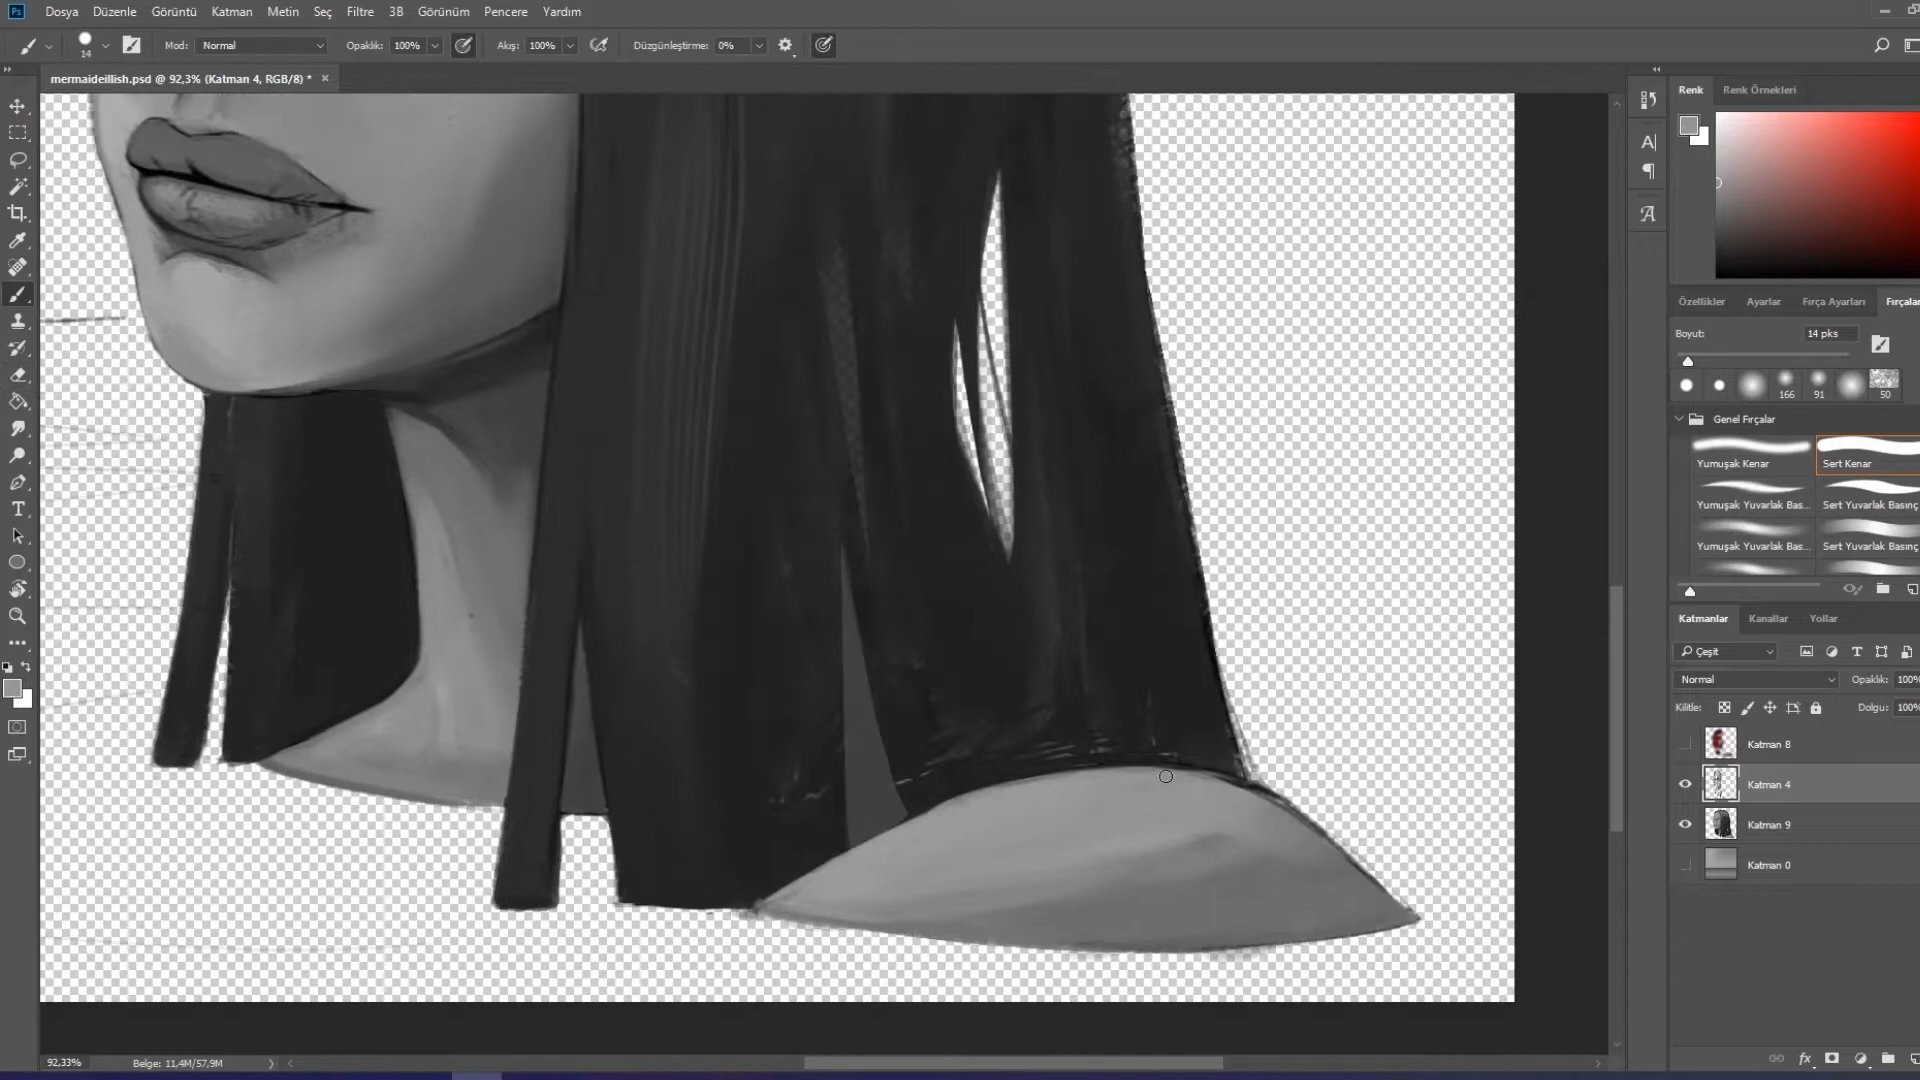 Ps Dosya Düzenle Görüntü Katman Metin Seç Filtre 3B Görünüm Pencere Yardım
14 Mod: Normal Opaklık: 100% Akış: 100% Düzgünleştirme: 0%
mermaideillish.psd @ 92,3% (Katman 4, RGB/8) * ×
Renk Renk Örnekleri
Özellikler Ayarlar Fırça Ayarları Fırçalar
Boyut: 14 pks
166 91 50
Genel Fırçalar
Yumuşak Kenar Sert Kenar
Yumuşak Yuvarlak Bas... Sert Yuvarlak Basınç
Yumuşak Yuvarlak Bas... Sert Yuvarlak Basınç
Katmanlar Kanallar Yollar
Çeşit
Normal Opaklık: 100%
Kilitle: Dolgu: 100%
Katman 8
Katman 4
Katman 9
Katman 0
92,33% Belge: 11,4M/57,9M